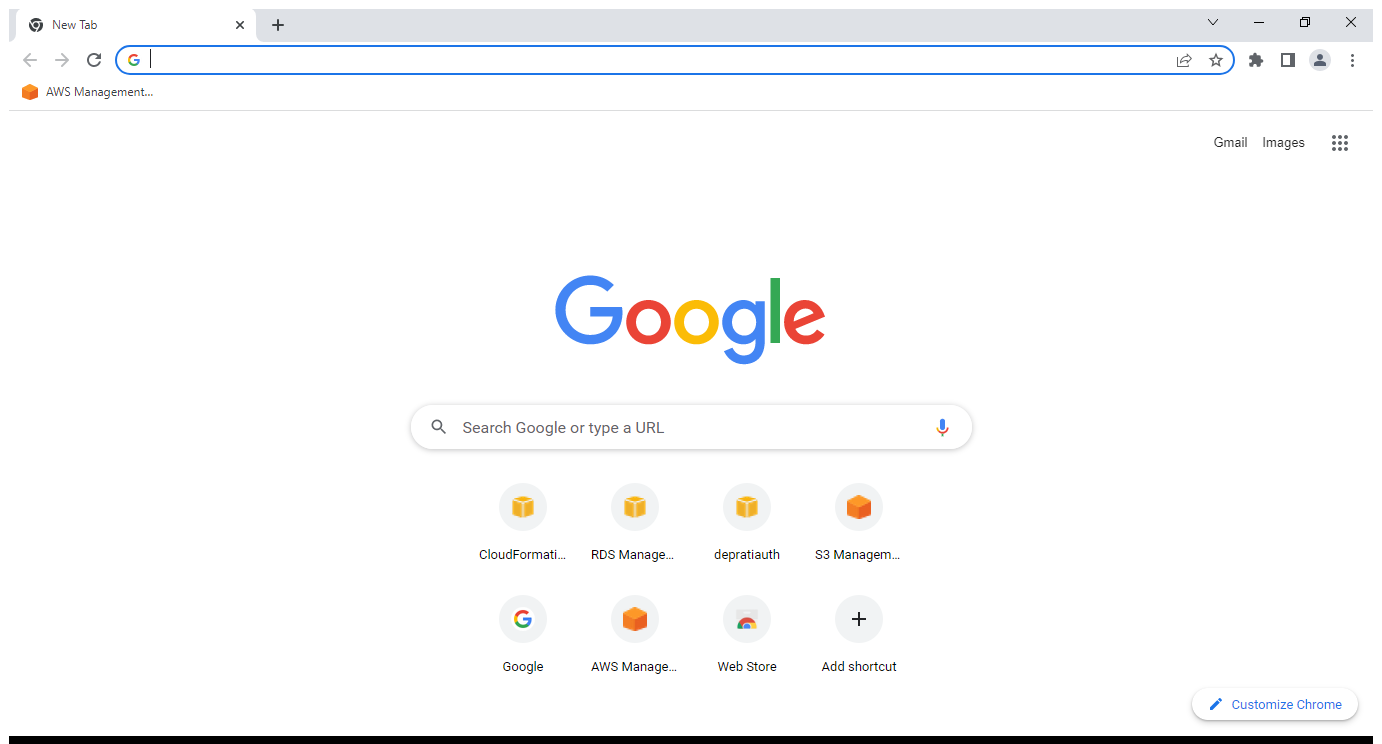 New Tab
AWS Management...
Gmail Images
Google
Search Google or type a URL
CloudFormati... RDS Manage... depratiauth S3 Managem...
Google AWS Manage... Web Store Add shortcut
Customize Chrome